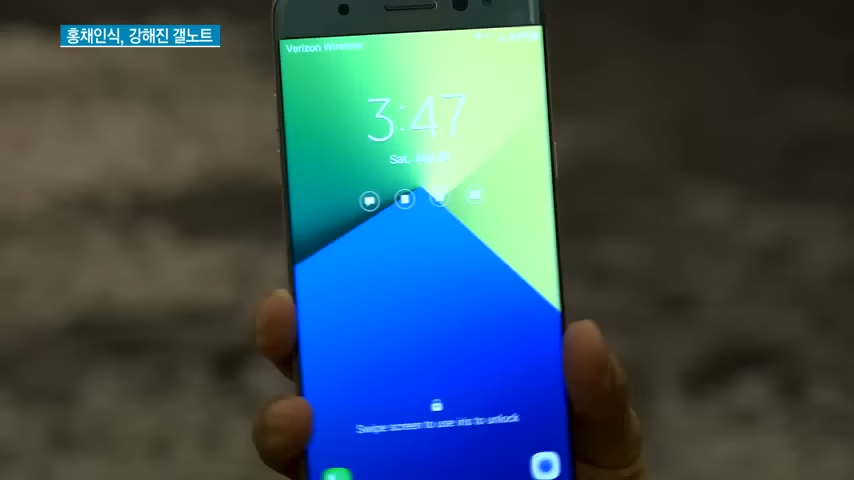 홍채인식, 강해진 갤노트
Verizon Wireless
3:47
Sat,
Swipe screen to use iris to unlock